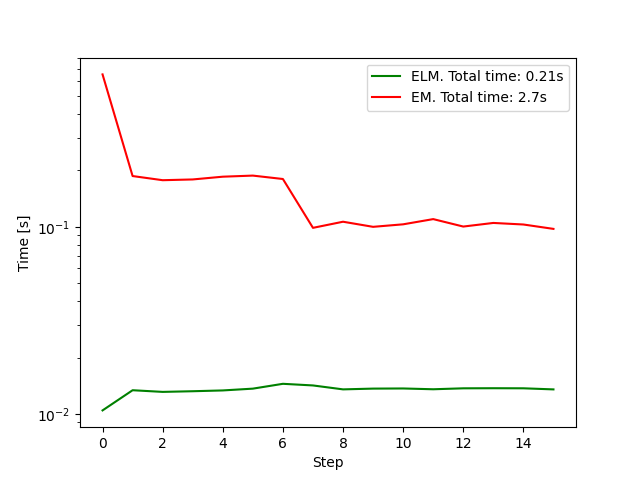 ELM. Total time: 0.21s
EM. Total time: 2.7s
Time [s]
10⁻¹
10⁻²
0 2 4 6 8 10 12 14
Step